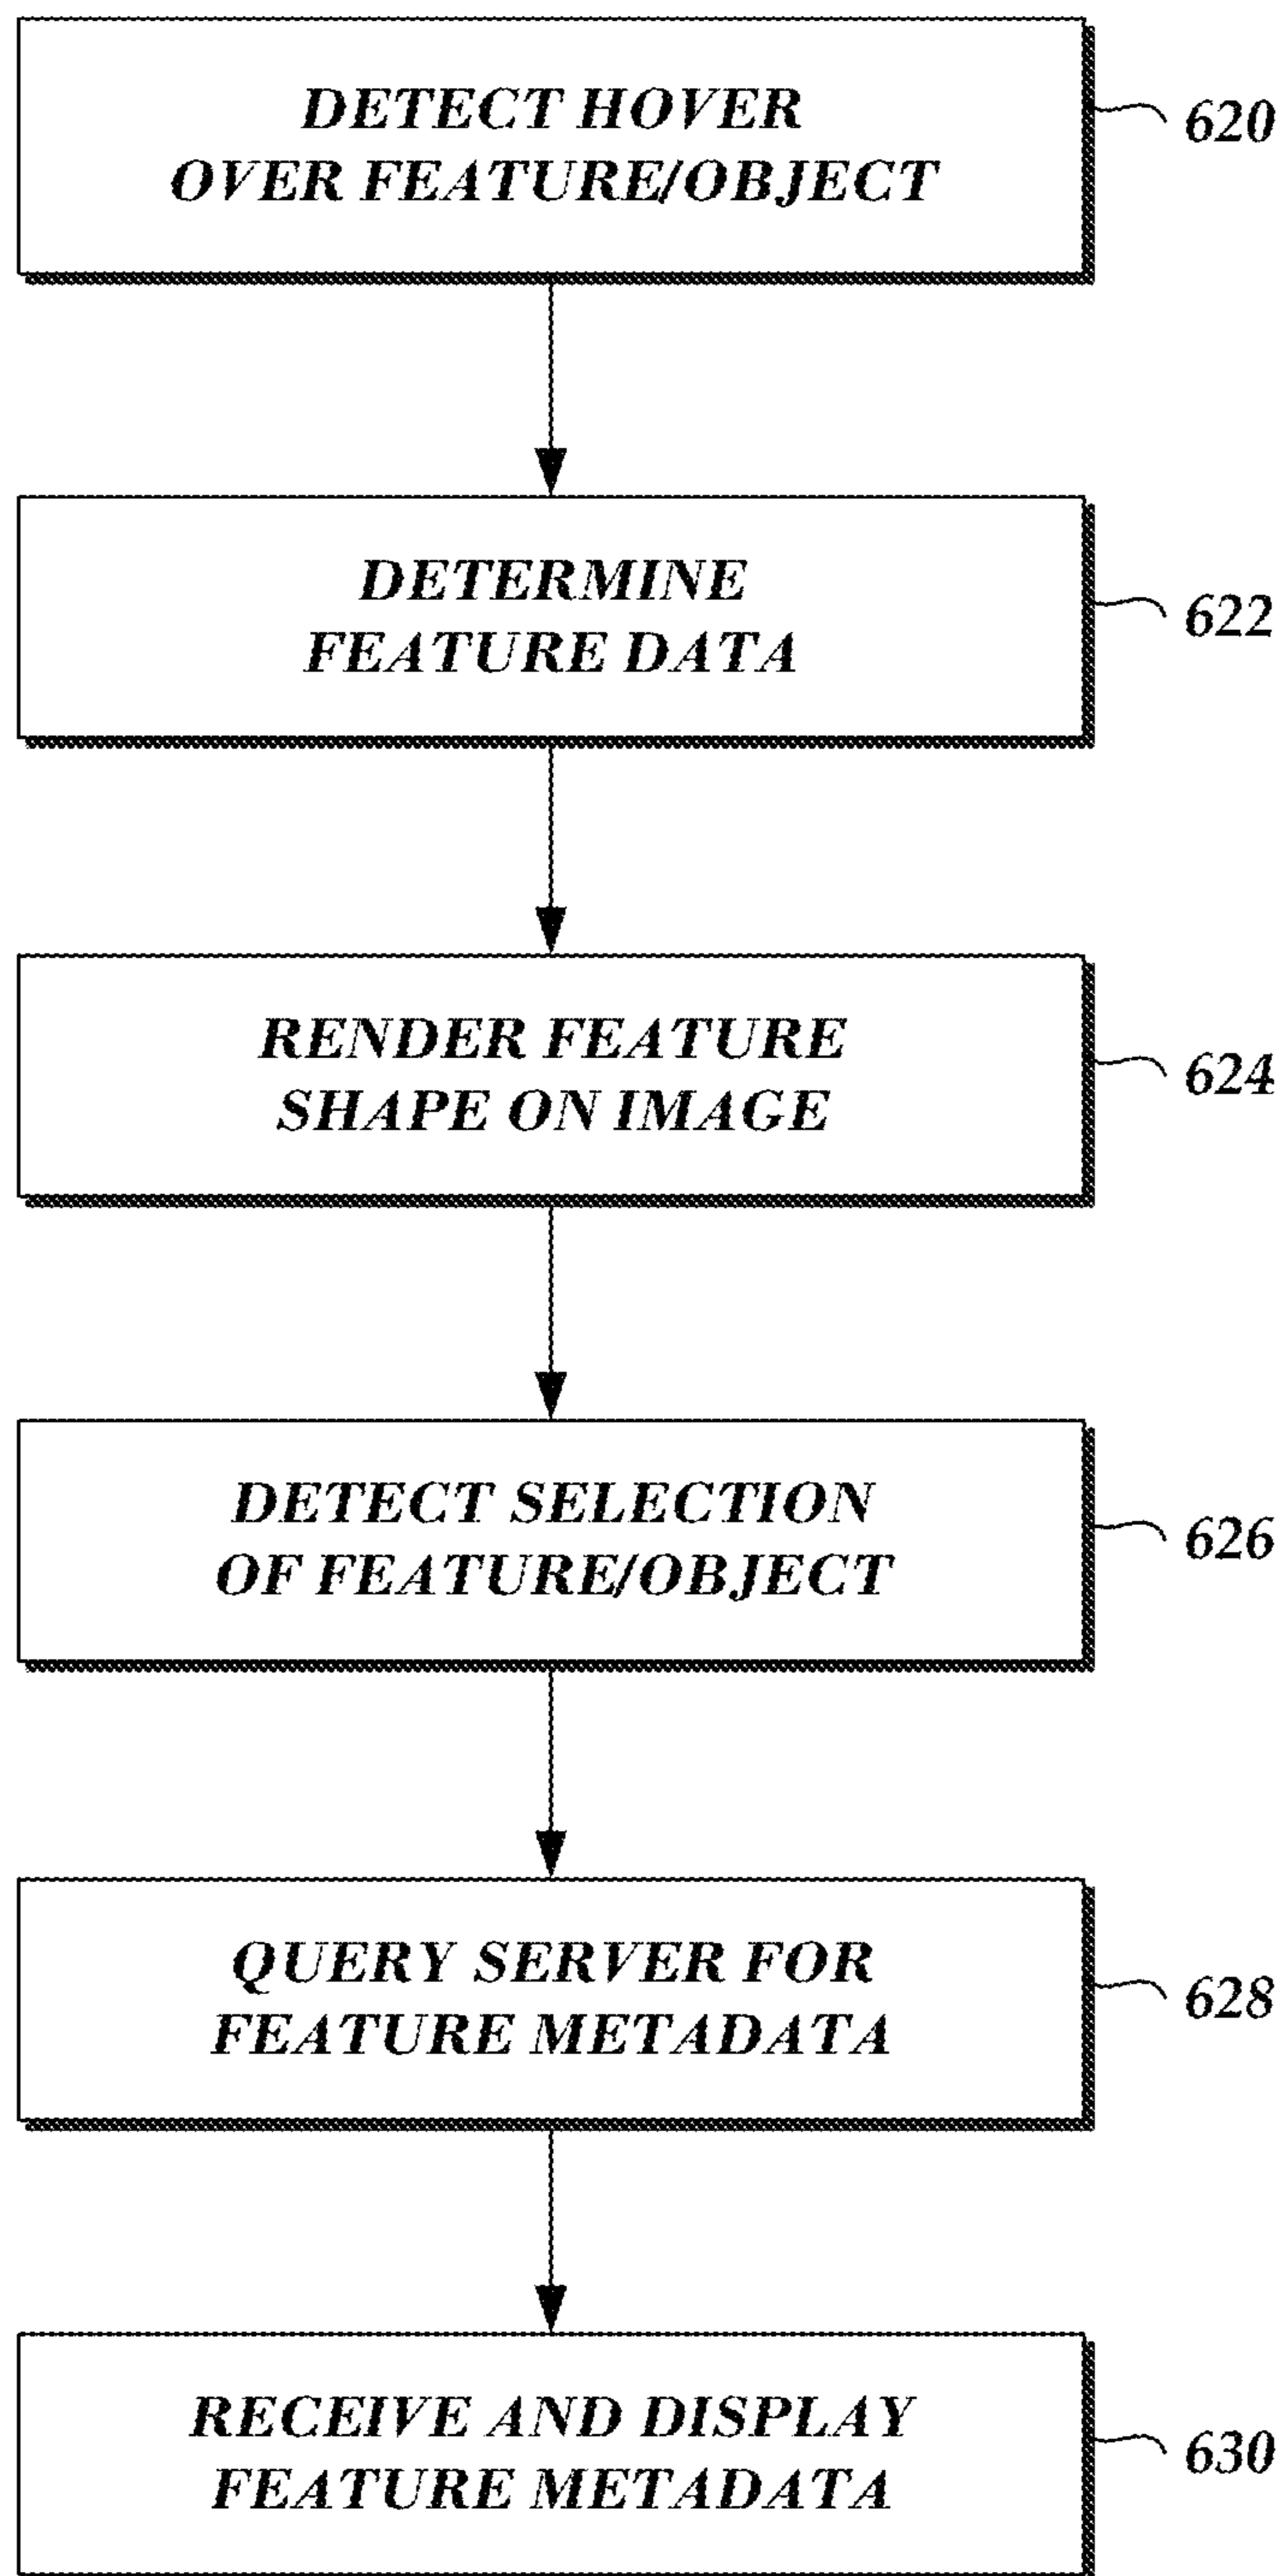 DETECT HOVER
OVER FEATURE/OBJECT
620
DETERMINE
FEATURE DATA
622
RENDER FEATURE
SHAPE ON IMAGE
624
DETECT SELECTION
OF FEATURE/OBJECT
626
QUERY SERVER FOR
FEATURE METADATA
628
RECEIVE AND DISPLAY
FEATURE METADATA
630